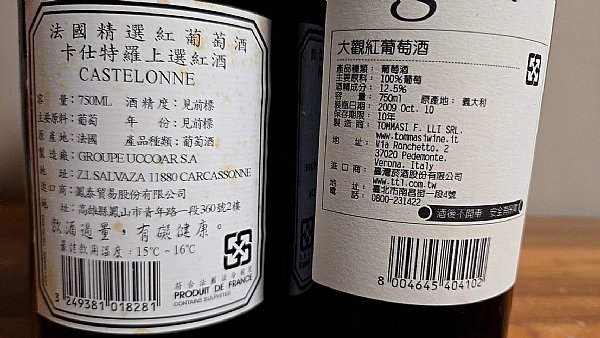 法國精選紅葡萄酒
卡仕特羅上選紅酒
CASTELONNE
容 量：750ML 酒精度：見前標
主要原料：葡萄 年 份：見前標
原 產 地：法國 產品種類：葡萄酒
製 造 廠：GROUPE UCCOAR S.A
地 址：Z.I. SALVAZA 11880 CARCASSONNE
進 口 商：鳳泰貿易股份有限公司
地 址：高雄縣鳳山市青年路一段360號2樓
飲酒過量，有礙健康。
最佳飲用溫度：15℃－16℃
3 249381 018281
PRODUIT DE FRANCE
CONTAINS SULPHITES
大觀紅葡萄酒
產品種類： 葡萄酒
主要原料： 100%葡萄
酒精成分： 12.5%
容 量： 750ml 原產地： 義大利
裝瓶日期： 2009 Oct. 10
保存期限： 10年
製 造 商： TOMMASI F. LLI SRL.
www.tommasiwine.it
地 址： Via Ronchetto, 2
37020 Pedemonte.
Verona, Italy
進 口 商： 臺灣菸酒股份有限公司
www.ttl.com.tw
地 址： 臺北市南昌街一段4號
電 話： 0800-231422
酒後不開車 安全有保障
8 004645 404102